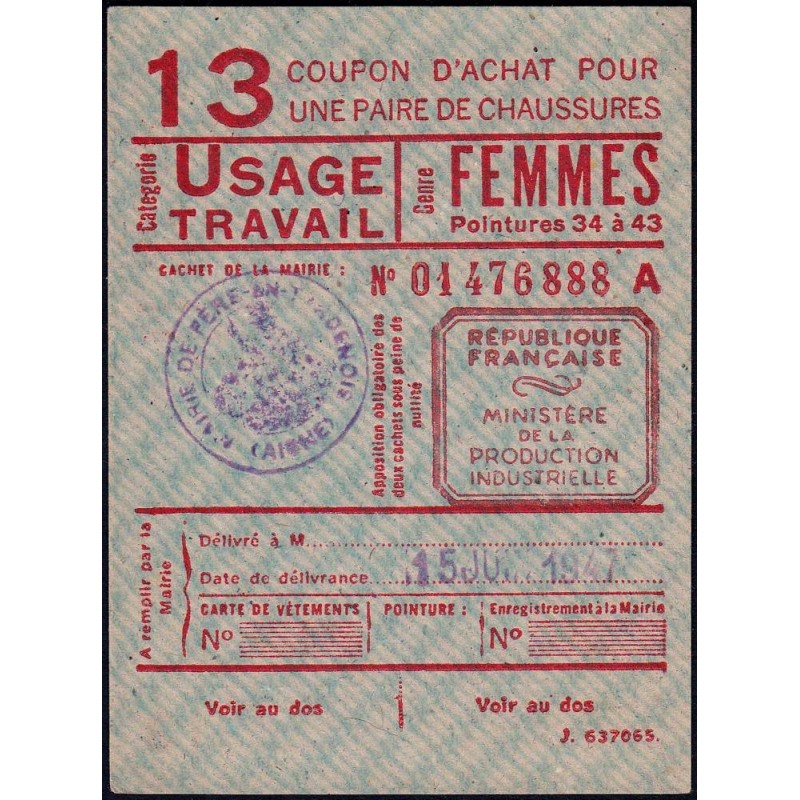 13 COUPON D'ACHAT POUR
UNE PAIRE DE CHAUSSURES
Catégorie
USAGE
TRAVAIL
Genre
FEMMES
Pointures 34 à 43
CACHET DE LA MAIRIE :
MAIRIE DE FÈRE-EN-TARDENOIS
(AISNE)
Nº 01476888 A
Apposition obligatoire des
deux cachets sous peine de
nullité
RÉPUBLIQUE
FRANÇAISE
MINISTÈRE
DE LA
PRODUCTION
INDUSTRIELLE
A remplir par la
Mairie
Délivré à M
Date de délivrance 15 1947
CARTE DE VÊTEMENTS
Nº
POINTURE :
Enregistrement à la Mairie
Nº
Voir au dos
Voir au dos
J. 637065.